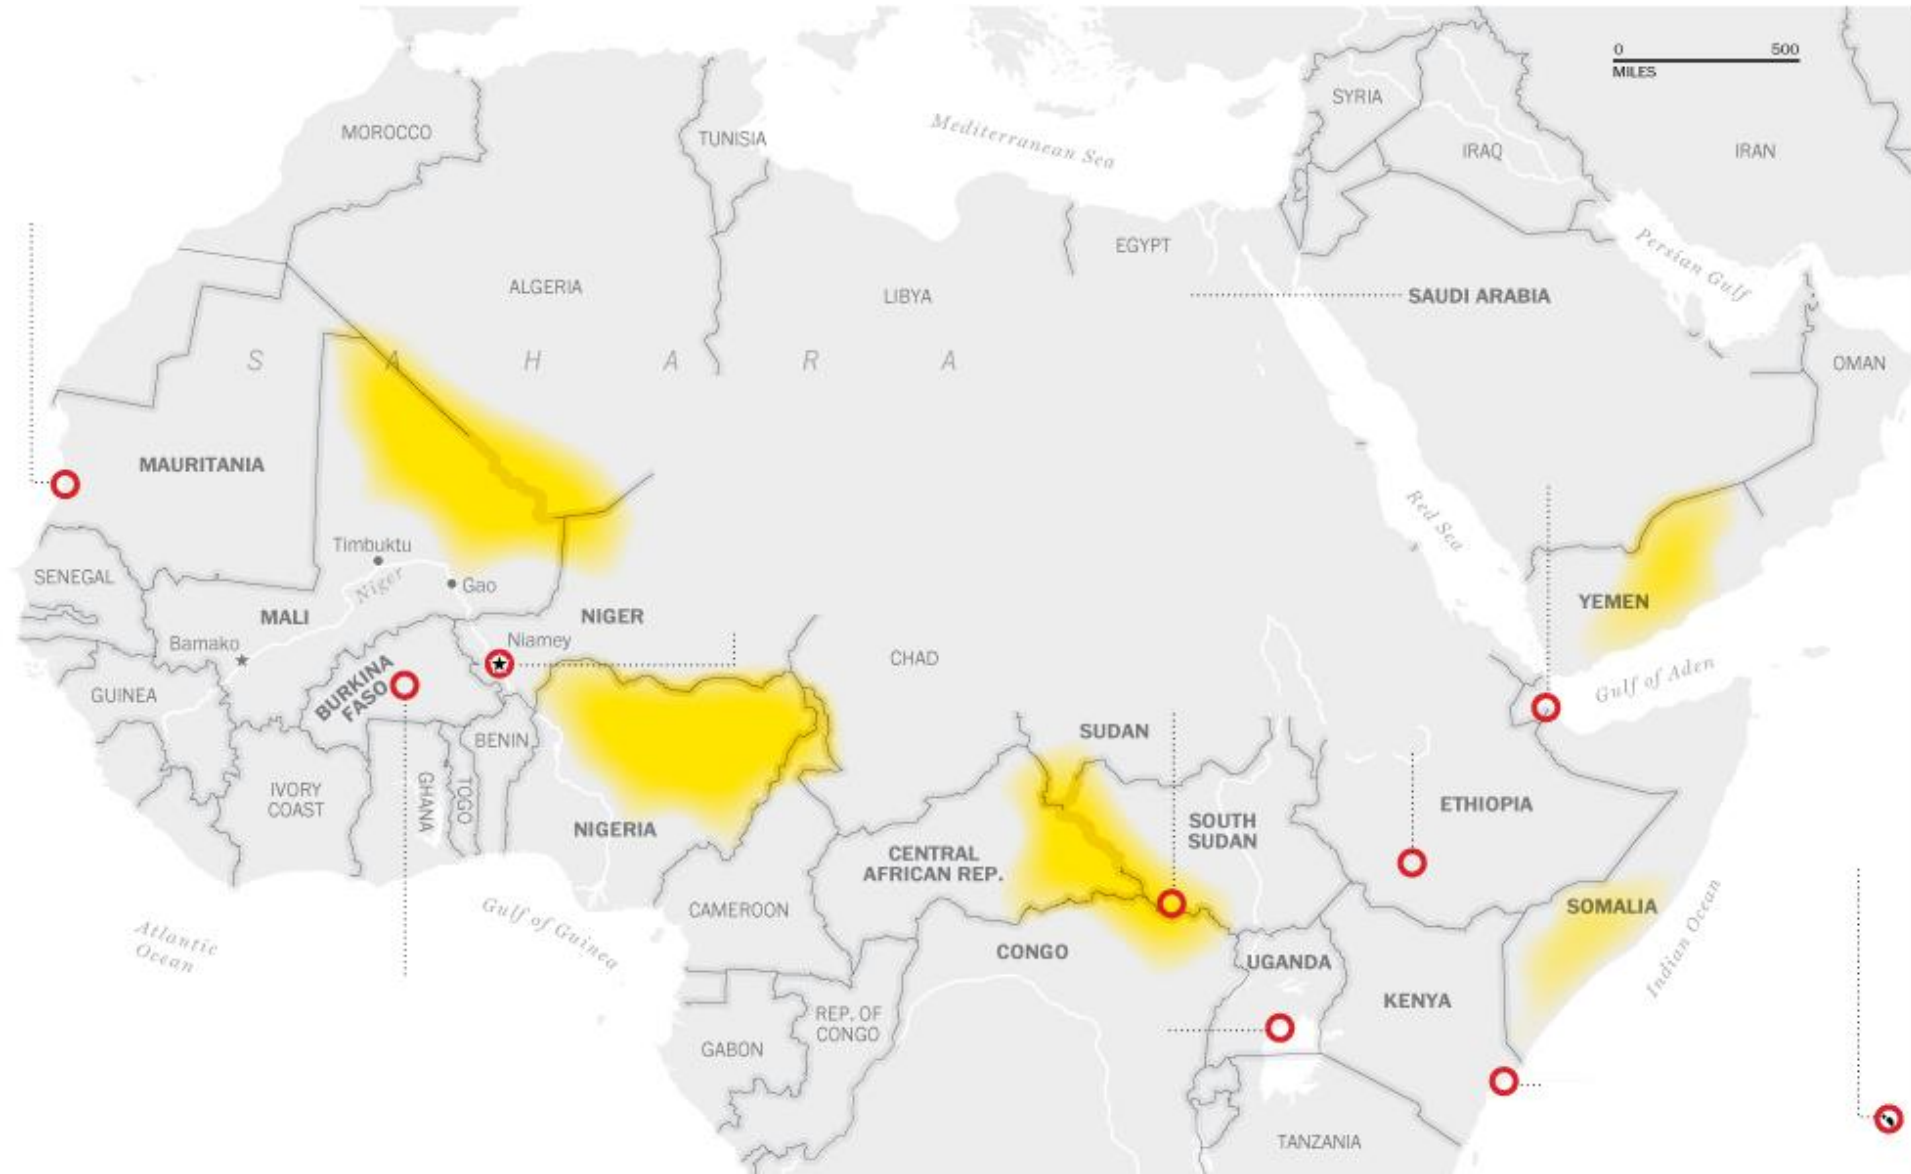 0 500
MILES
SYRIA
MOROCCO
TUNISIA
Mediterranean Sea
IRAQ
IRAN
EGYPT
Persian Gulf
ALGERIA
LIBYA
SAUDI ARABIA
S A H A R A
OMAN
MAURITANIA
Red Sea
Timbuktu
SENEGAL
Niger
Gao
YEMEN
MALI
NIGER
Bamako
Niamey
CHAD
GUINEA
BURKINA
FASO
Gulf of Aden
SUDAN
BENIN
IVORY
COAST
GHANA
TOGO
ETHIOPIA
NIGERIA
SOUTH
SUDAN
CENTRAL
AFRICAN REP.
CAMEROON
SOMALIA
Atlantic
Ocean
Gulf of Guinea
CONGO
UGANDA
Indian Ocean
KENYA
REP. OF
CONGO
GABON
TANZANIA